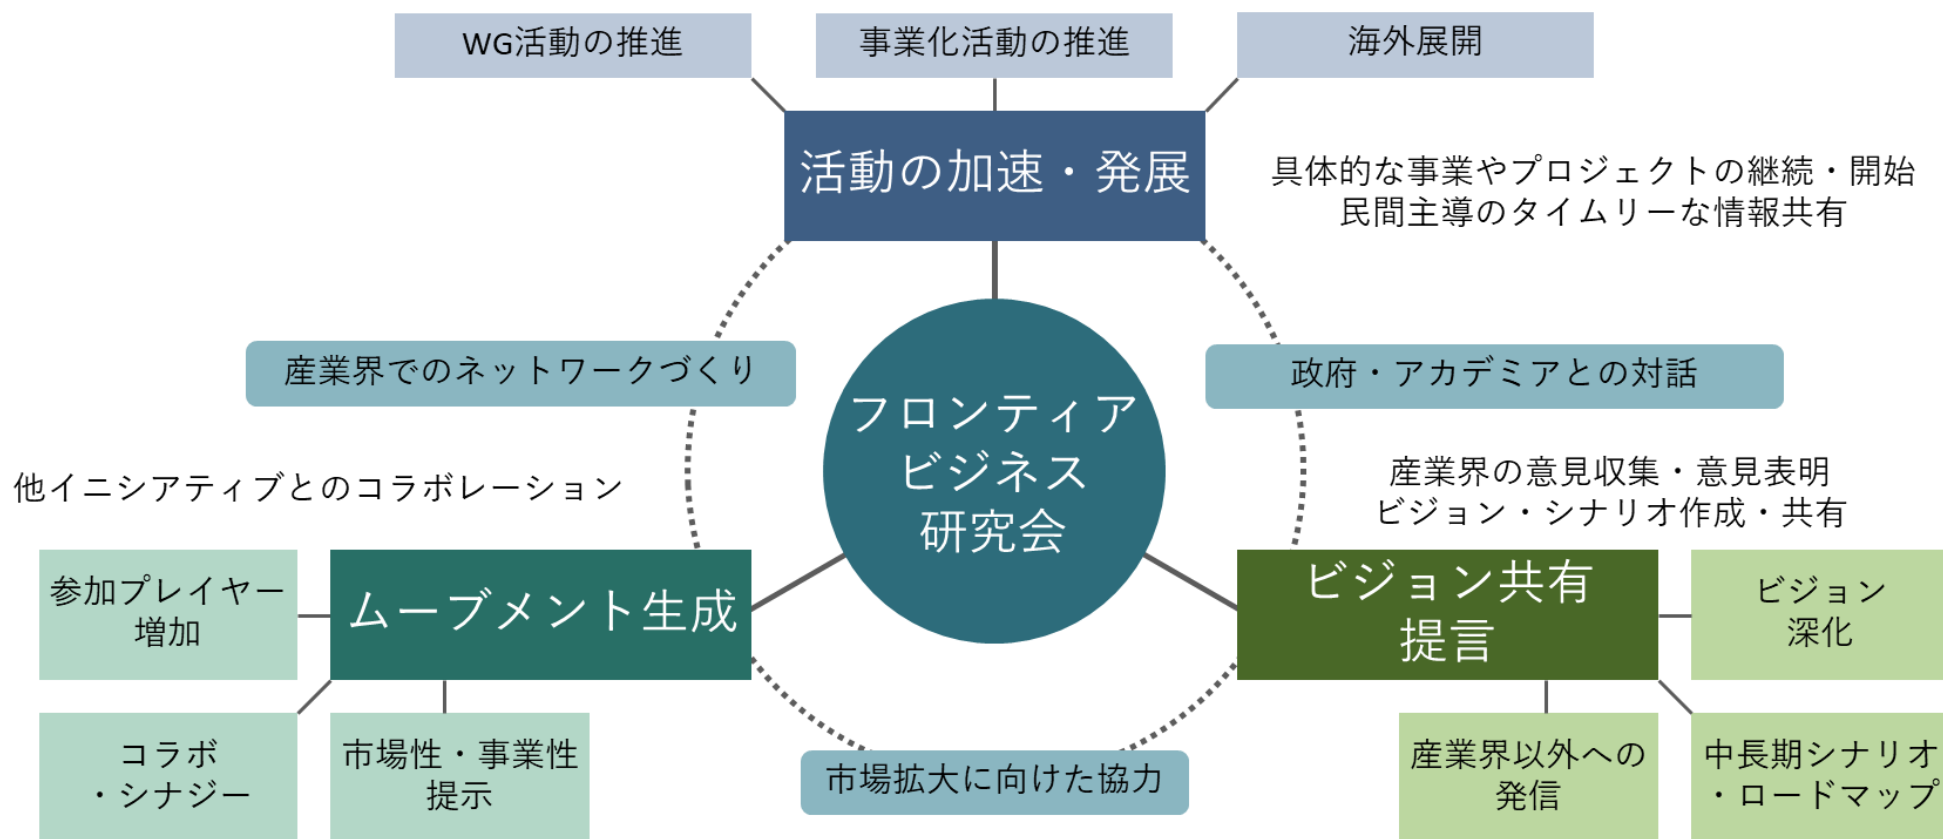 WG活動の推進
事業化活動の推進
海外展開
活動の加速・発展
具体的な事業やプロジェクトの継続・開始
民間主導のタイムリーな情報共有
産業界でのネットワークづくり
政府・アカデミアとの対話
フロンティア
ビジネス
研究会
他イニシアティブとのコラボレーション
産業界の意見収集・意見表明
ビジョン・シナリオ作成・共有
参加プレイヤー
増加
ムーブメント生成
ビジョン共有
提言
ビジョン
深化
コラボ
・シナジー
市場性・事業性
提示
市場拡大に向けた協力
産業界以外への
発信
中長期シナリオ
・ロードマップ